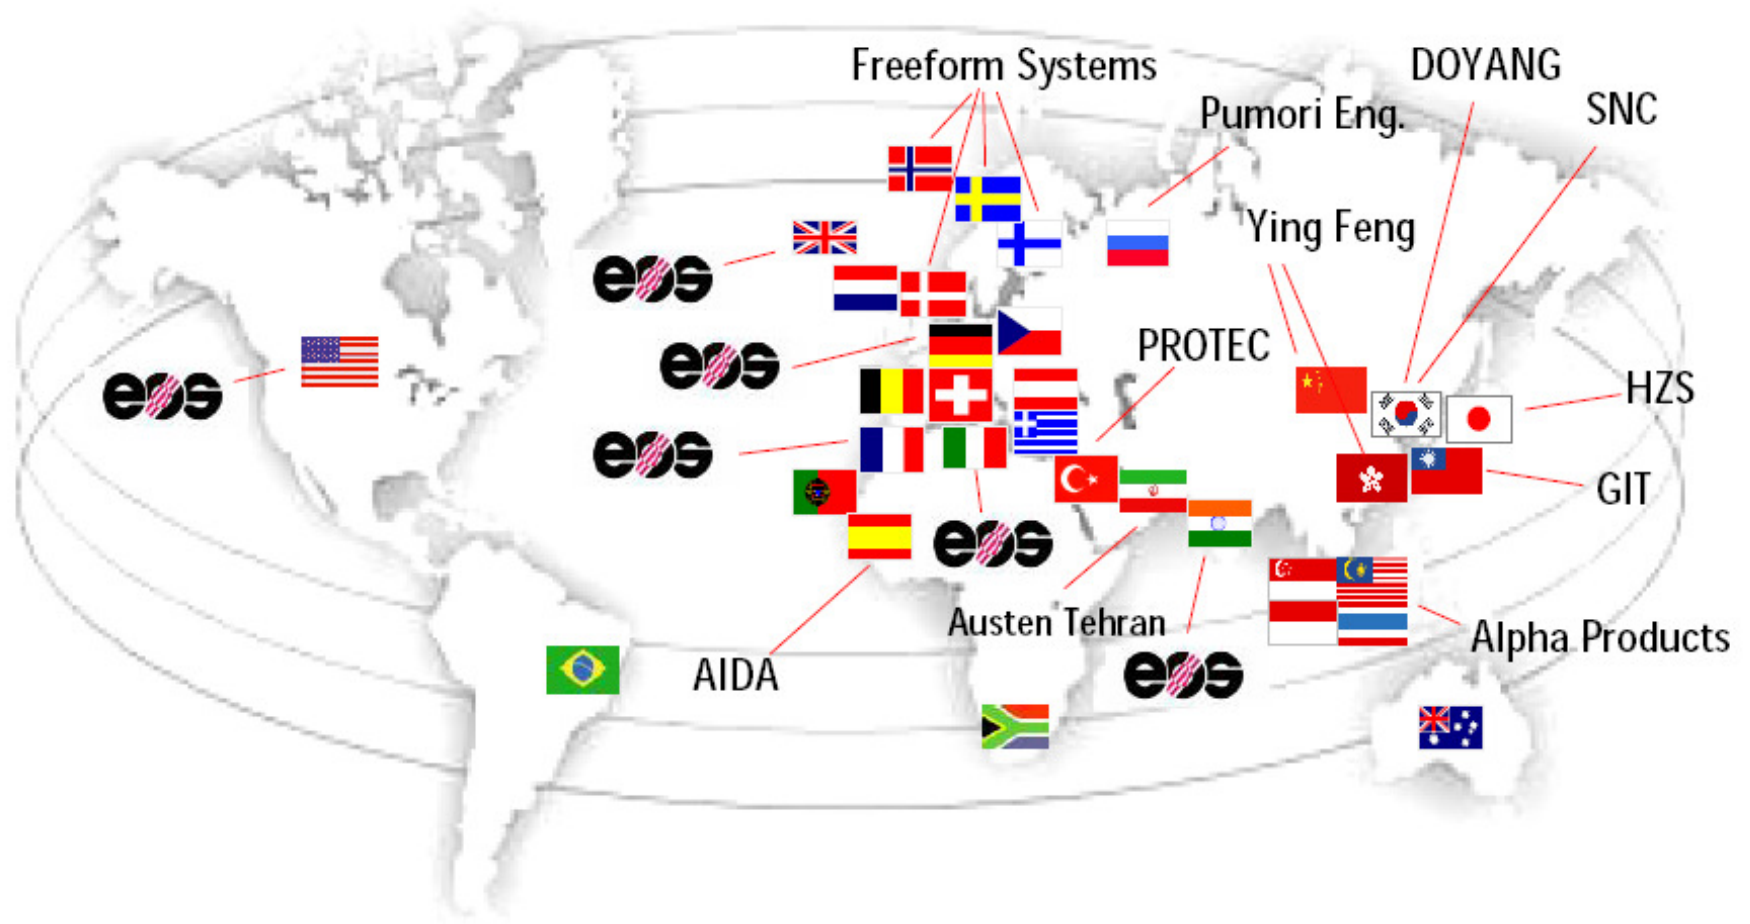 Freeform Systems
DOYANG
SNC
Pumori Eng.
Ying Feng
eos
eos
PROTEC
eos
HZS
eos
GIT
eos
Austen Tehran
Alpha Products
AIDA
eos